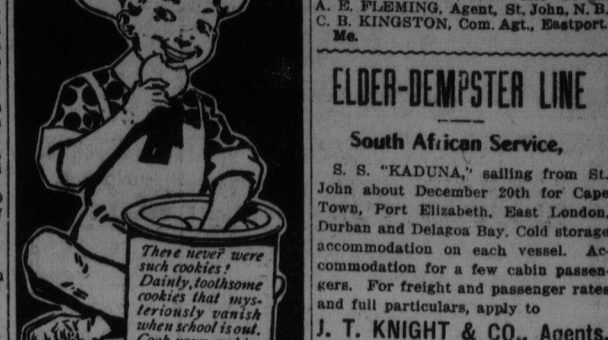 There never were
such cookies!
Dainly, toothsome
cookies that mys-
teriously vanish
when school is out.
A. E. FLEMING, Agent, St. John, N. B.
C. B. KINGSTON, Com. Agt., Eastport
Me.
ELDER-DEMPSTER LINE
South African Service,
S. S. "KADUNA," sailing from St.
John about December 20th for Cape
Town, Port Elizabeth, East London,
Durban and Delagoa Bay. Cold storage
accommodation on each vessel. Ac-
commodation for a few cabin passen-
gers. For freight and passenger rates
and full particulars, apply to
J. T. KNIGHT & CO., Agents,